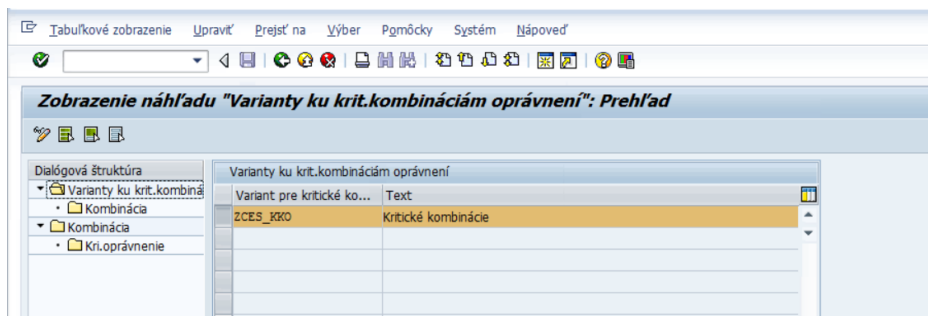 Tabuľkové zobrazenie Upraviť Prejsť na Výber Pomôcky Systém Nápoveď
Zobrazenie náhľadu "Varianty ku krit.kombináciám oprávnení": Prehľad
Dialógová štruktúra
Varianty ku krit.kombiná
Kombinácia
Kombinácia
Kri.oprávnenie
Varianty ku krit.kombináciám oprávnení
Variant pre kritické ko... Text
ZCES_KKO Kritické kombinácie